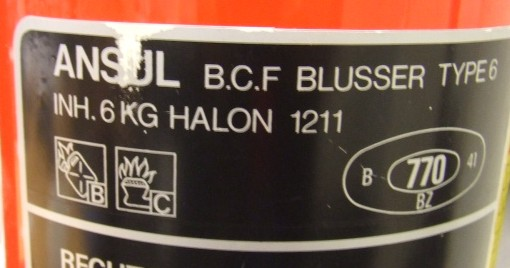 ANSUL B.C.F BLUSSER TYPE 6
INH. 6 KG HALON 1211
B C
B 770 41
BZ